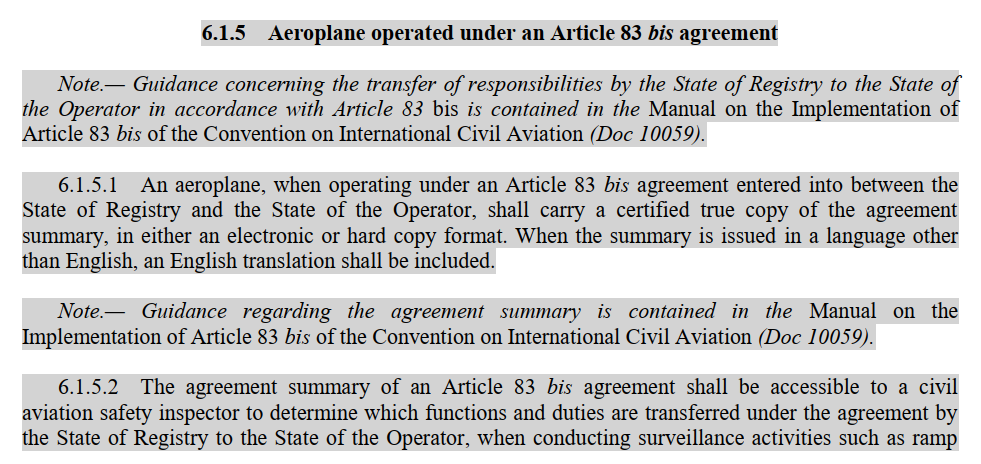 6.1.5 Aeroplane operated under an Article 83 bis agreement
Note.— Guidance concerning the transfer of responsibilities by the State of Registry to the State of
the Operator in accordance with Article 83 bis is contained in the Manual on the Implementation of
Article 83 bis of the Convention on International Civil Aviation (Doc 10059).
6.1.5.1 An aeroplane, when operating under an Article 83 bis agreement entered into between the
State of Registry and the State of the Operator, shall carry a certified true copy of the agreement
summary, in either an electronic or hard copy format. When the summary is issued in a language other
than English, an English translation shall be included.
Note.— Guidance regarding the agreement summary is contained in the Manual on the
Implementation of Article 83 bis of the Convention on International Civil Aviation (Doc 10059).
6.1.5.2 The agreement summary of an Article 83 bis agreement shall be accessible to a civil
aviation safety inspector to determine which functions and duties are transferred under the agreement by
the State of Registry to the State of the Operator, when conducting surveillance activities such as ramp